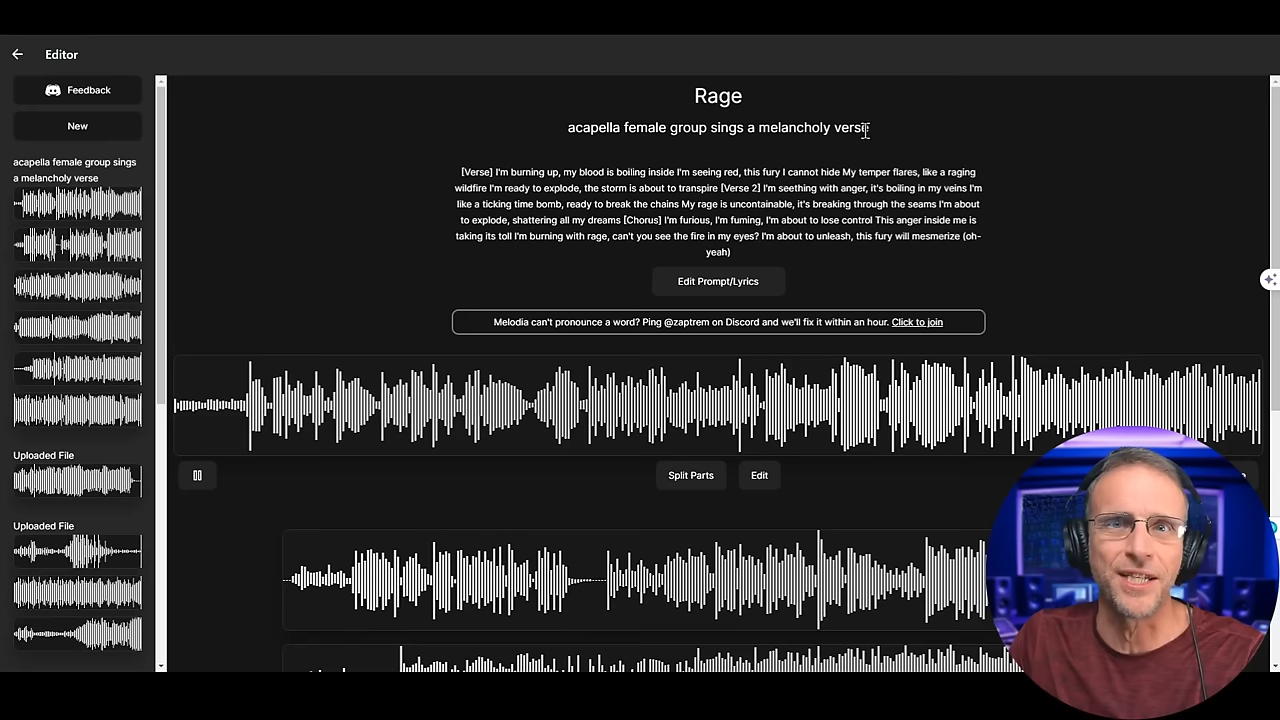 Editor
Feedback
New
acapella female group sings
a melancholy verse
Uploaded File
Uploaded File
Rage
acapella female group sings a melancholy verse
[Verse] I'm burning up, my blood is boiling inside I'm seeing red, this fury I cannot hide My temper flares, like a raging
wildfire I'm ready to explode, the storm is about to transpire [Verse 2] I'm seething with anger, it's boiling in my veins I'm
like a ticking time bomb, ready to break the chains My rage is uncontainable, it's breaking through the seams I'm about
to explode, shattering all my dreams [Chorus] I'm furious, I'm fuming, I'm about to lose control This anger inside me is
taking its toll I'm burning with rage, can't you see the fire in my eyes? I'm about to unleash, this fury will mesmerize (oh-
yeah)
Edit Prompt/Lyrics
Melodia can't pronounce a word? Ping @zaptrem on Discord and we'll fix it within an hour. Click to join
Split Parts
Edit